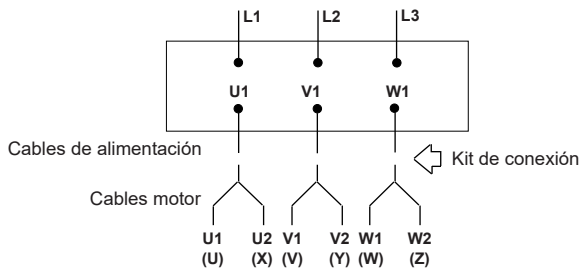 L1 L2 L3
U1 V1 W1
Cables de alimentación
Kit de conexión
Cables motor
U1 U2 V1 V2 W1 W2
(U) (X) (V) (Y) (W) (Z)